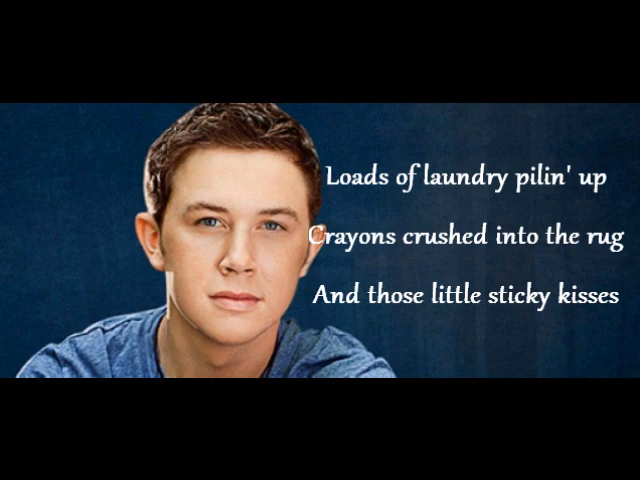 Loads of laundry pilin' up
Crayons crushed into the rug
And those little sticky kisses